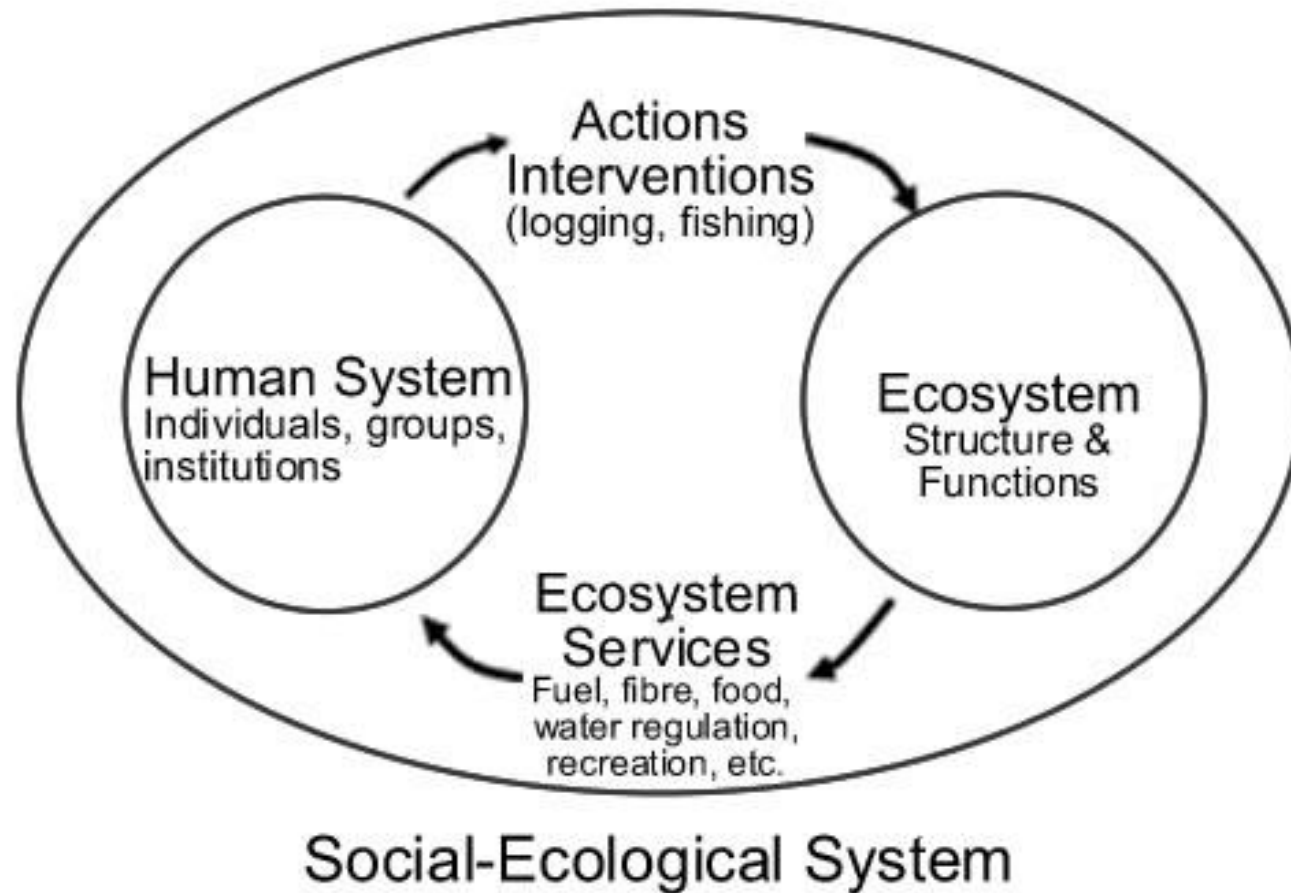 Actions
Interventions
(logging, fishing)
Human System
Individuals, groups,
institutions
Ecosystem
Structure &
Functions
Ecosystem
Services
Fuel, fibre, food,
water regulation,
recreation, etc.
Social-Ecological System